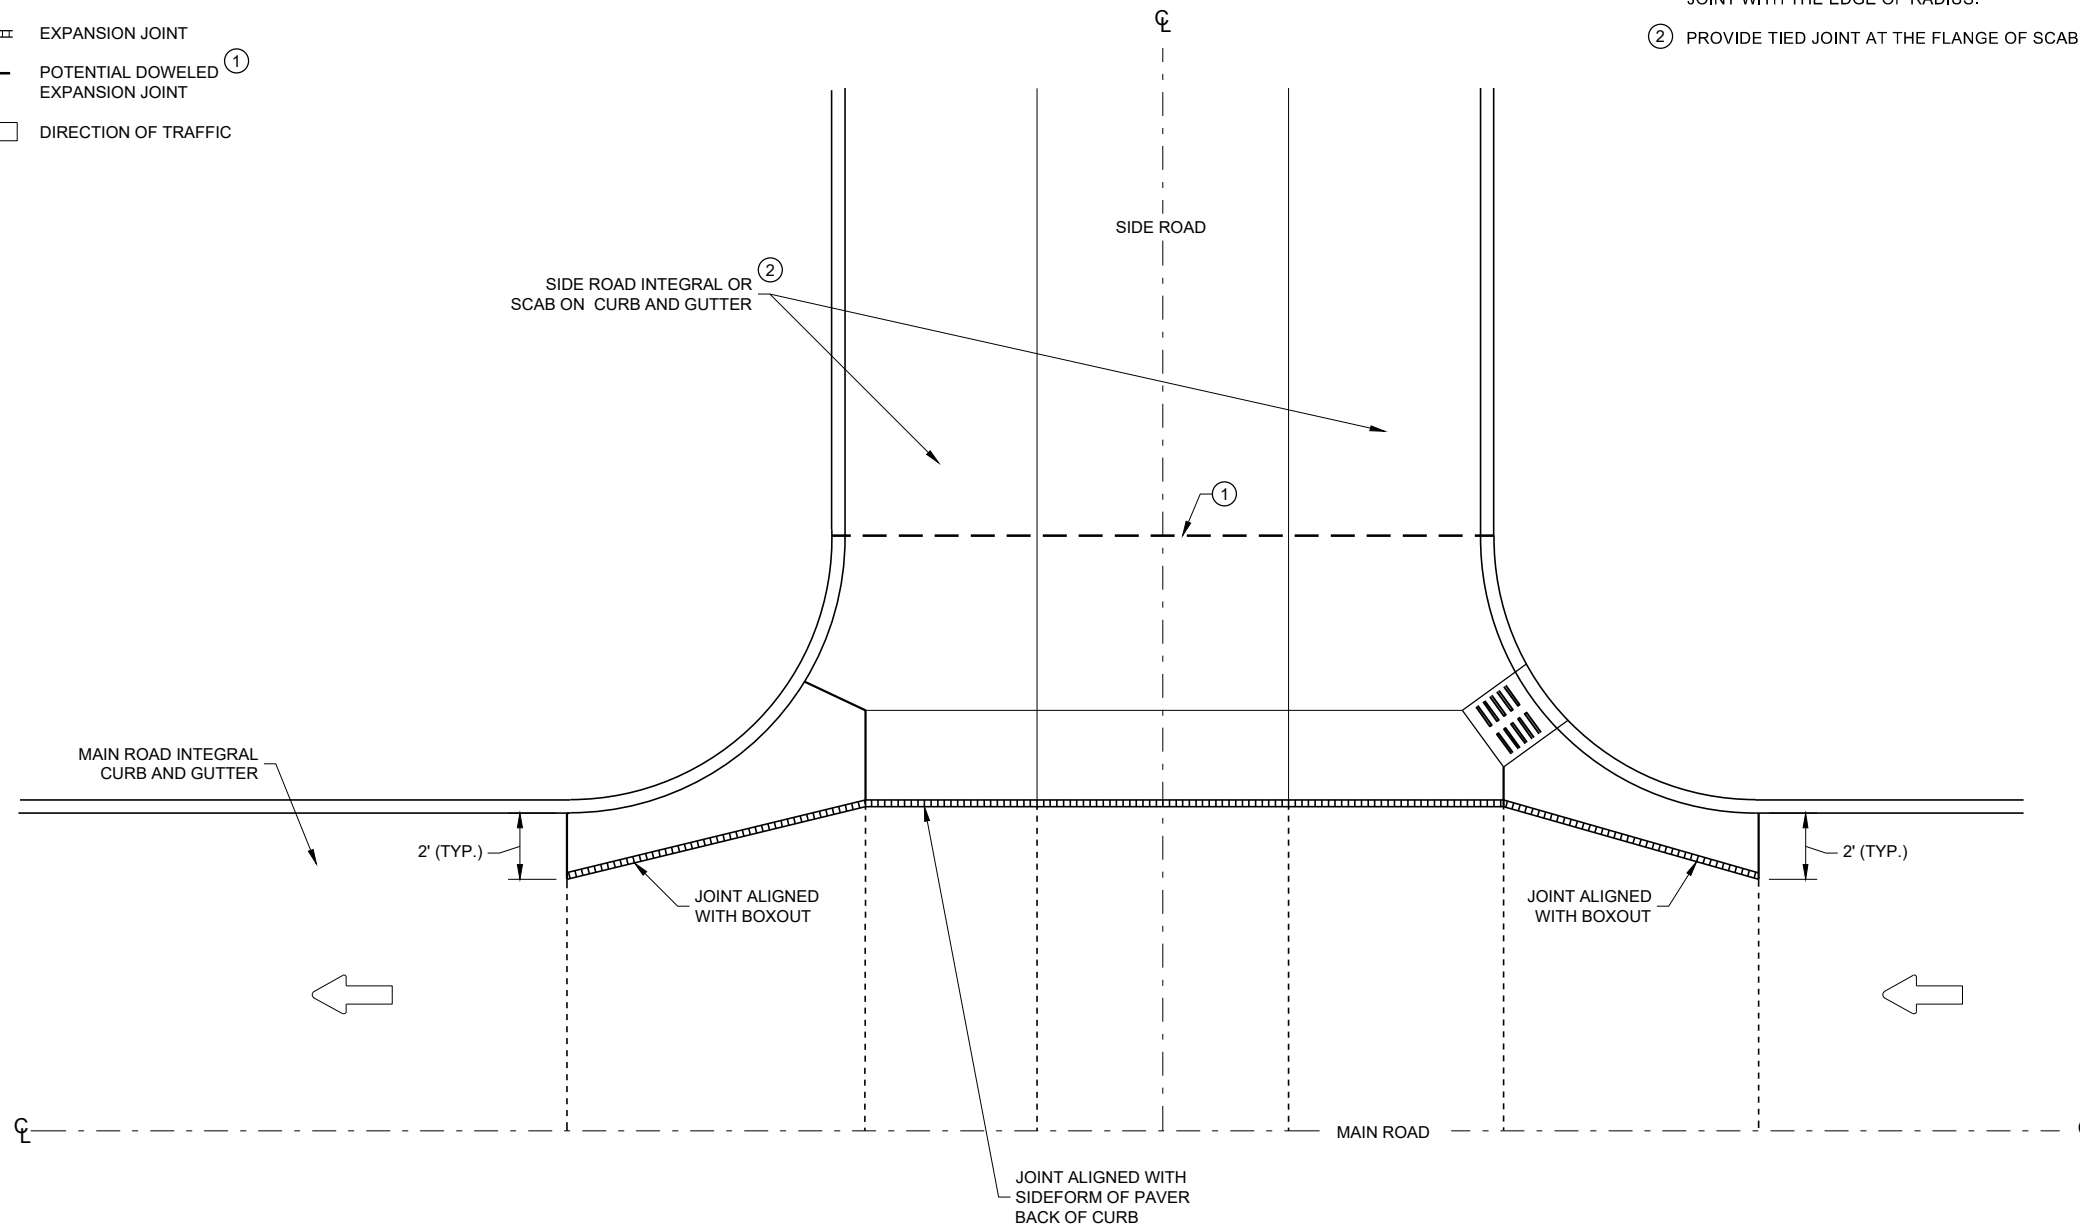 EXPANSION JOINT
POTENTIAL DOWELED 1
EXPANSION JOINT
DIRECTION OF TRAFFIC
JOINT WITH THE EDGE OF RADIUS.
2 PROVIDE TIED JOINT AT THE FLANGE OF SCAB
℄
SIDE ROAD
SIDE ROAD INTEGRAL OR 2
SCAB ON CURB AND GUTTER
1
MAIN ROAD INTEGRAL
CURB AND GUTTER
2' (TYP.)
2' (TYP.)
JOINT ALIGNED
WITH BOXOUT
JOINT ALIGNED
WITH BOXOUT
℄
MAIN ROAD
JOINT ALIGNED WITH
SIDEFORM OF PAVER
BACK OF CURB